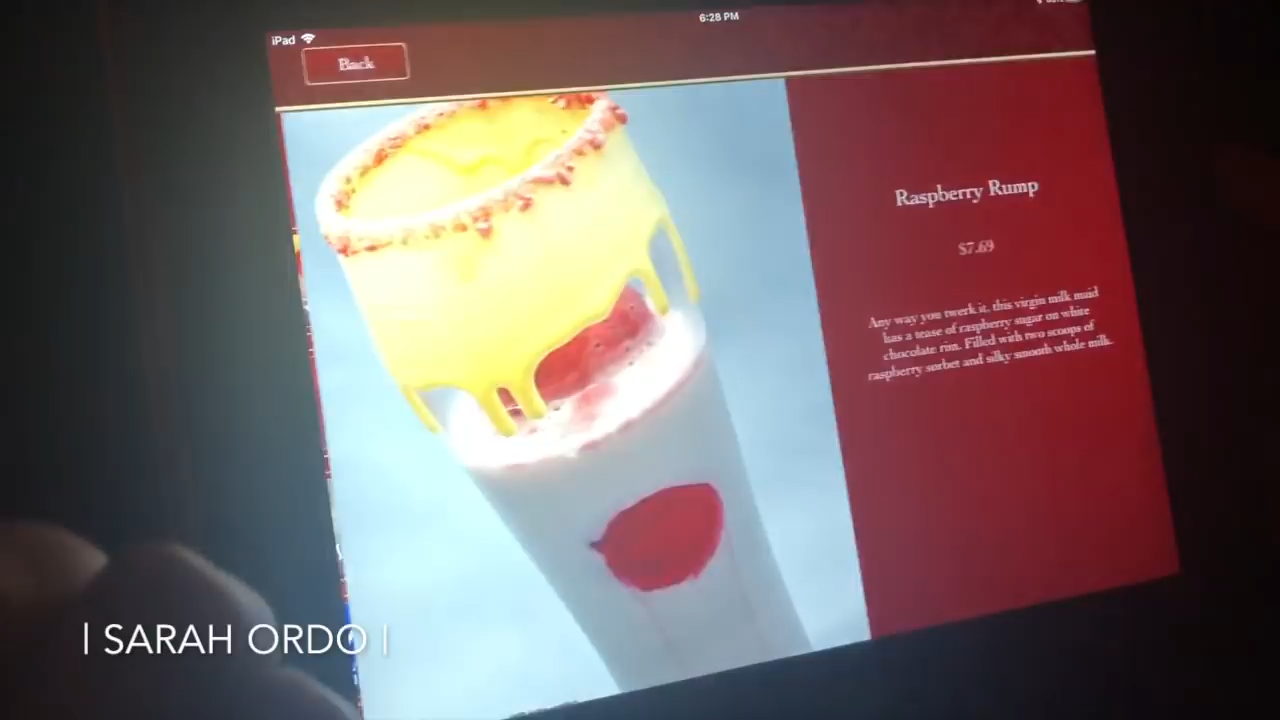 6:28 PM
iPad
Back
Raspberry Rump
$7.69
Any way you twerk it, this virgin milk maid
has a tease of raspberry sugar on white
chocolate rim. Filled with two scoops of
raspberry sorbet and silky smooth whole milk.
| SARAH ORDO |